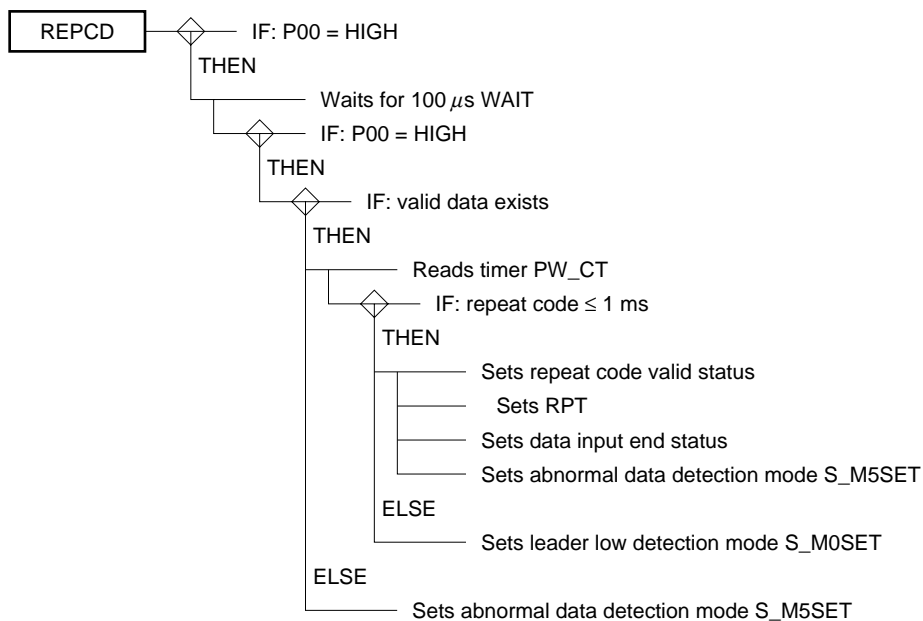 REPCD
IF: P00 = HIGH
THEN
Waits for 100 μs WAIT
IF: P00 = HIGH
THEN
IF: valid data exists
THEN
Reads timer PW_CT
IF: repeat code ≤ 1 ms
THEN
Sets repeat code valid status
Sets RPT
Sets data input end status
Sets abnormal data detection mode S_M5SET
ELSE
Sets leader low detection mode S_M0SET
ELSE
Sets abnormal data detection mode S_M5SET